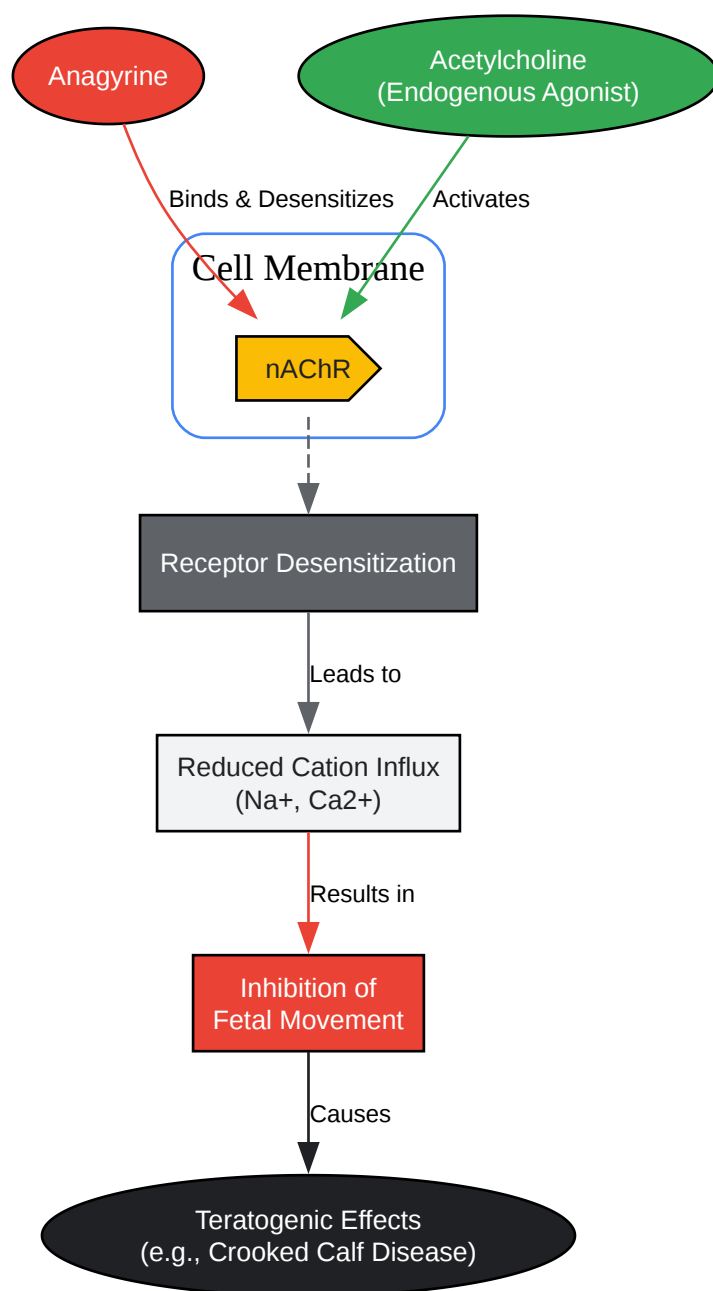 Anagyrine
Acetylcholine
(Endogenous Agonist)
Binds & Desensitizes
Activates
Cell Membrane
nAChR
Receptor Desensitization
Leads to
Reduced Cation Influx
(Na+, Ca2+)
Results in
Inhibition of
Fetal Movement
Causes
Teratogenic Effects
(e.g., Crooked Calf Disease)